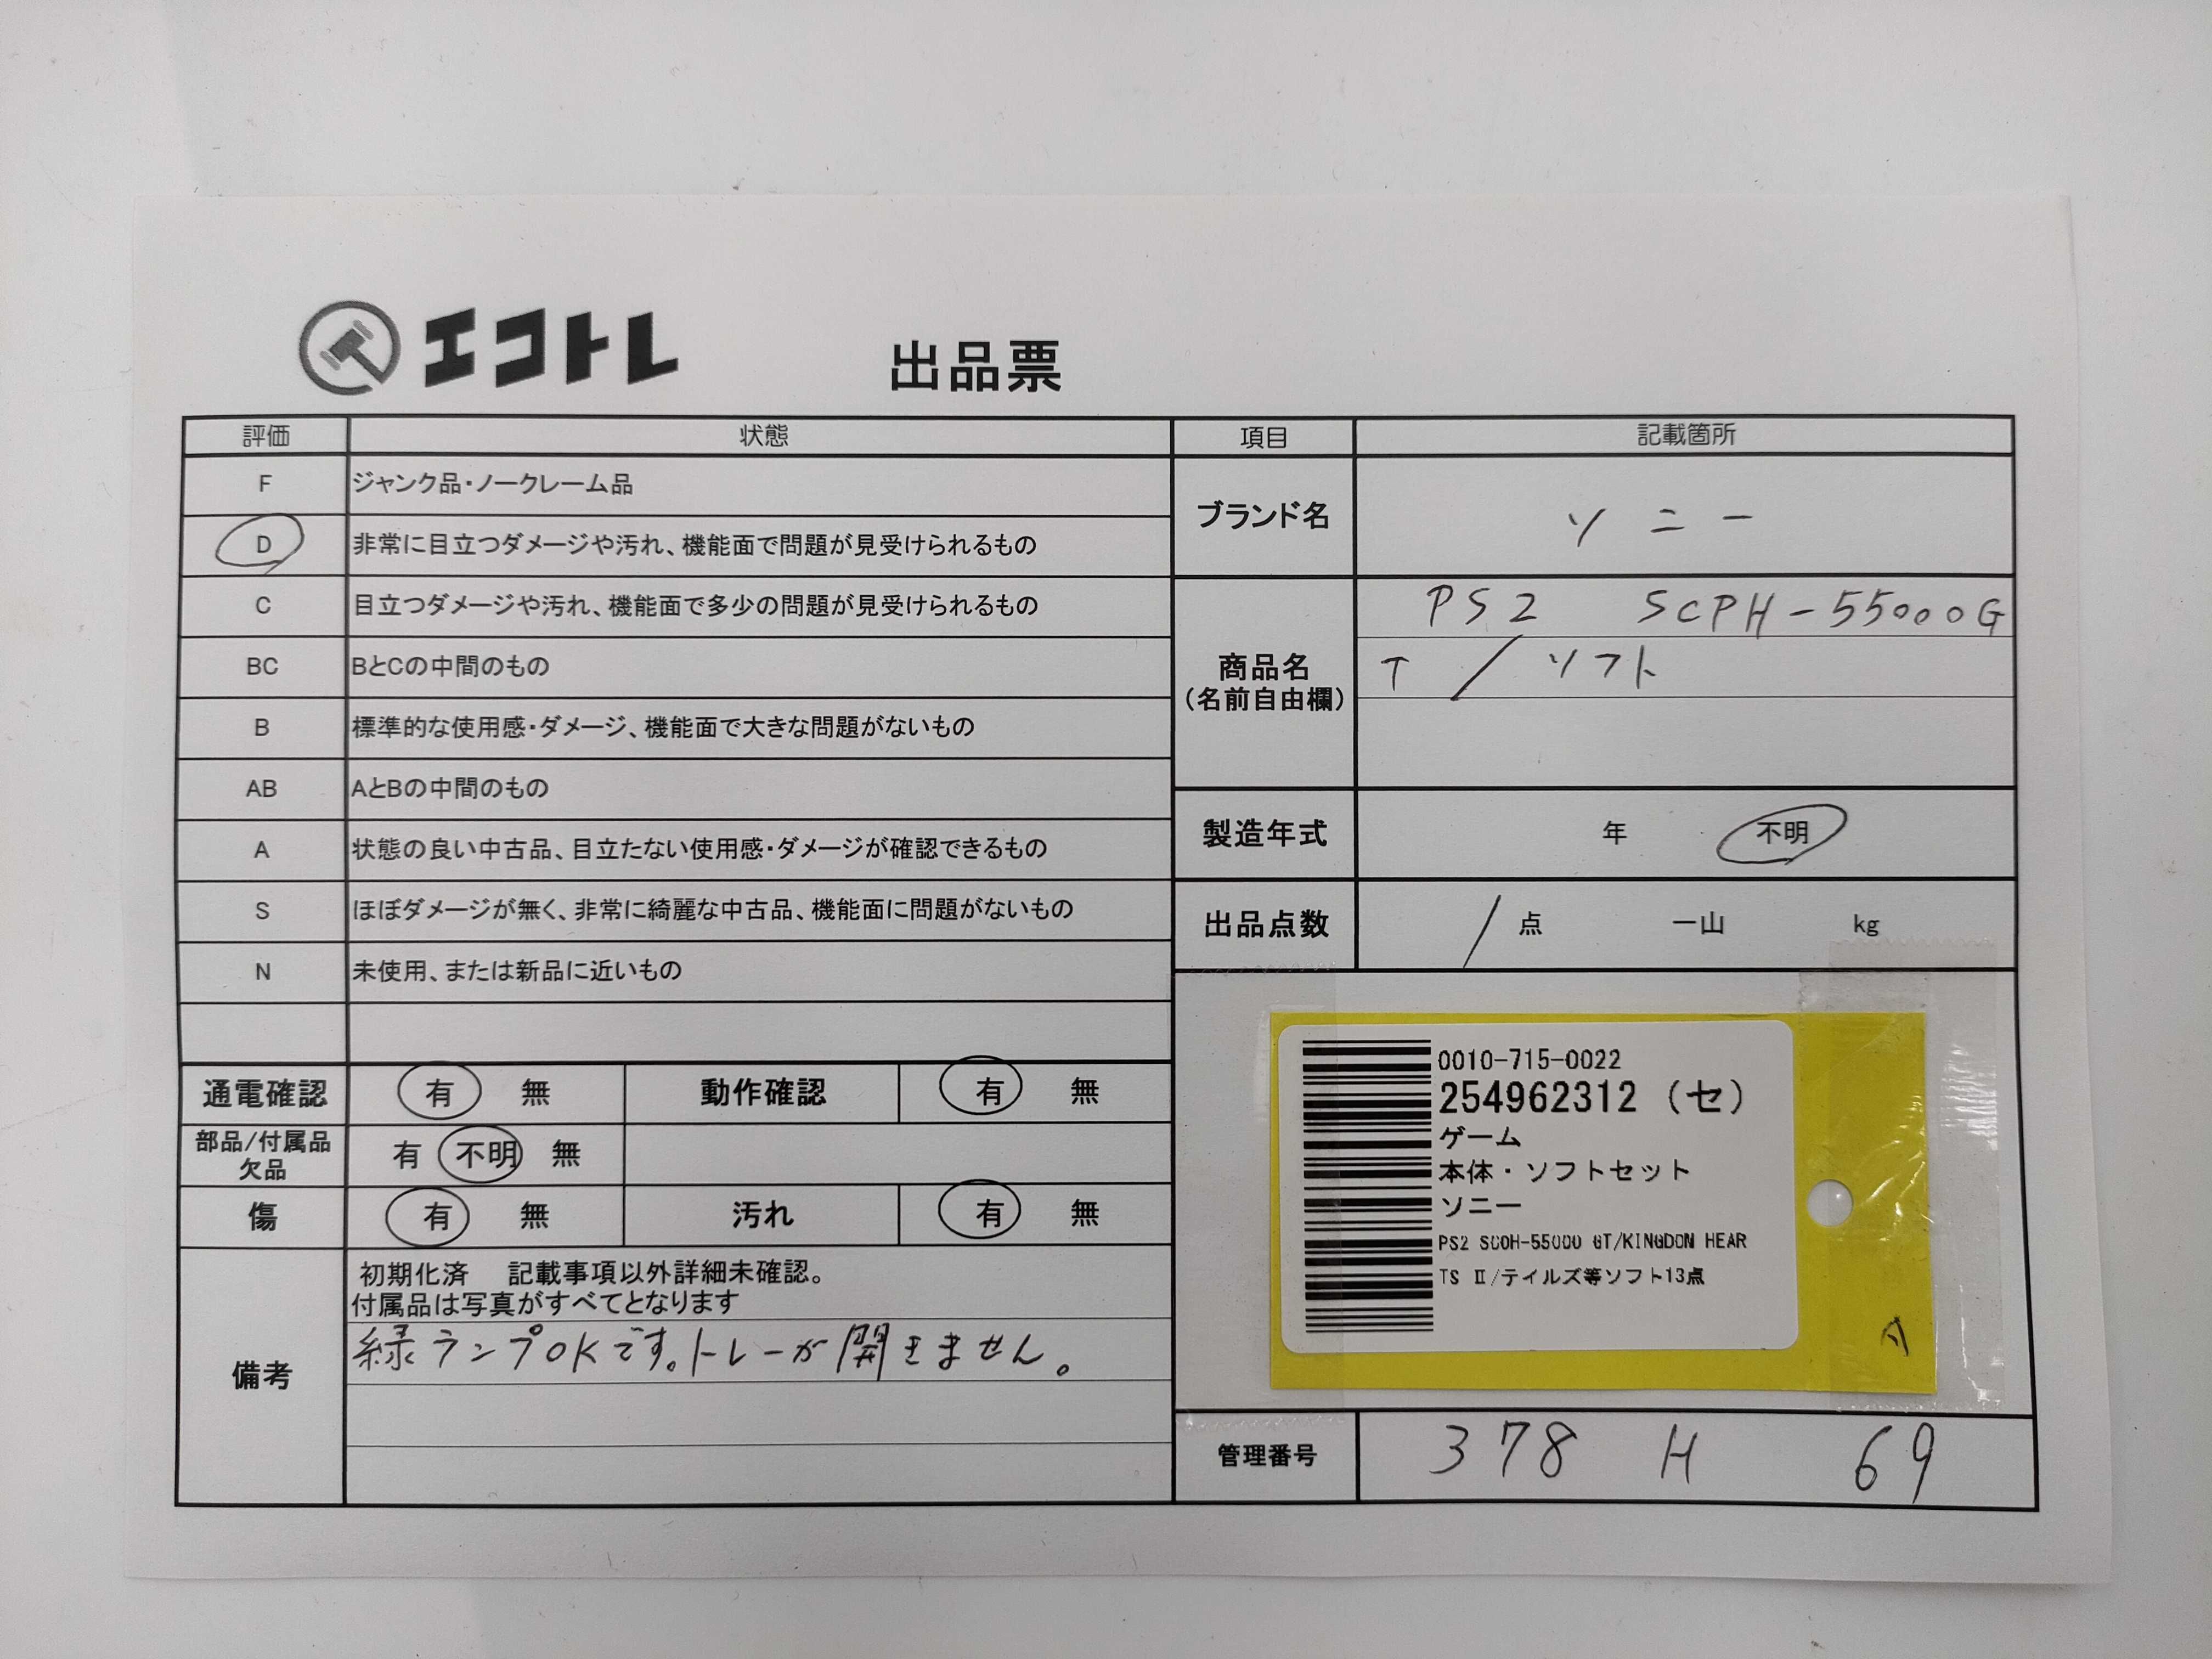 エコトレ
出品票
評価 状態
F ジャンク品・ノークレーム品
D 非常に目立つダメージや汚れ、機能面で問題が見受けられるもの
C 目立つダメージや汚れ、機能面で多少の問題が見受けられるもの
BC BとCの中間のもの
B 標準的な使用感・ダメージ、機能面で大きな問題がないもの
AB AとBの中間のもの
A 状態の良い中古品、目立たない使用感・ダメージが確認できるもの
S ほぼダメージが無く、非常に綺麗な中古品、機能面に問題がないもの
N 未使用、または新品に近いもの
通電確認 有 無 動作確認 有 無
部品/付属品
欠品
有 不明 無
傷 有 無 汚れ 有 無
備考
初期化済 記載事項以外詳細未確認。
付属品は写真がすべてとなります
緑ランプOKです。トレーが開きません。
項目 記載箇所
ブランド名 ソニー
商品名
(名前自由欄)
PS2 SCPH-55000G
T / ソフト
製造年式 年 不明
出品点数 / 点 一山 kg
0010-715-0022
254962312 (セ)
ゲーム
本体・ソフトセット
ソニー
PS2 SCOH-55000 GT/KINGDOM HEAR
TS Ⅱ/テイルズ等ソフト13点
管理番号 378 H 69